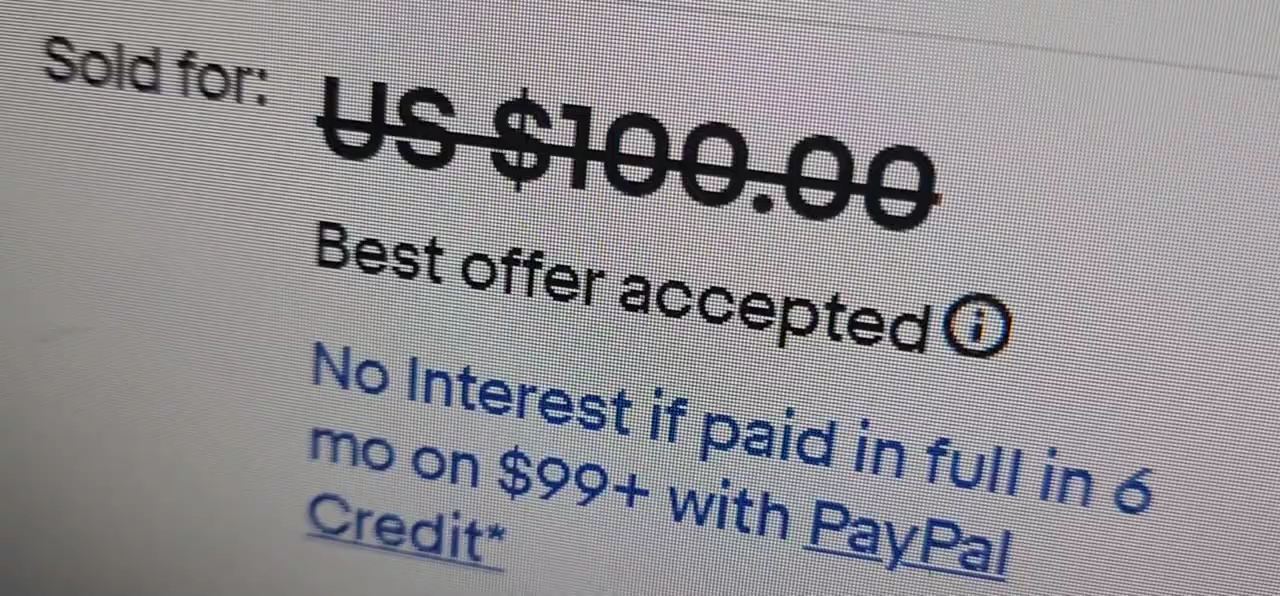 Sold for: US $100.00
Best offer accepted
No Interest if paid in full in 6
mo on $99+ with PayPal
Credit*